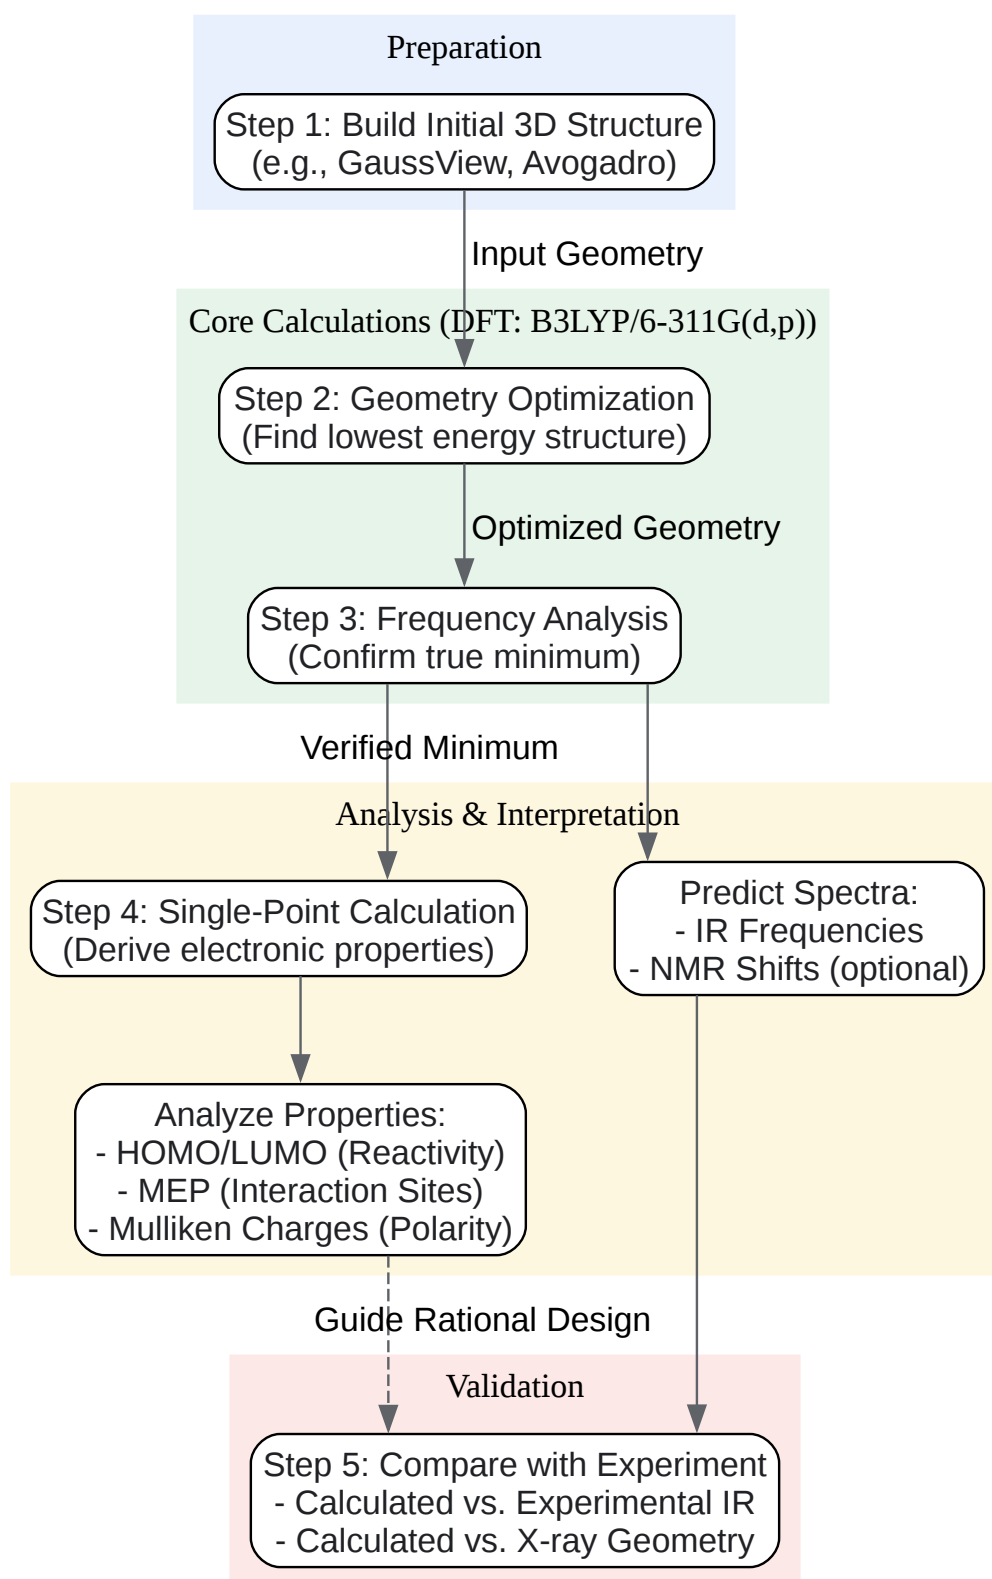 Preparation
Step 1: Build Initial 3D Structure
(e.g., GaussView, Avogadro)
Input Geometry
Core Calculations (DFT: B3LYP/6-311G(d,p))
Step 2: Geometry Optimization
(Find lowest energy structure)
Optimized Geometry
Step 3: Frequency Analysis
(Confirm true minimum)
Verified Minimum
Analysis & Interpretation
Step 4: Single-Point Calculation
(Derive electronic properties)
Predict Spectra:
- IR Frequencies
- NMR Shifts (optional)
Analyze Properties:
- HOMO/LUMO (Reactivity)
- MEP (Interaction Sites)
- Mulliken Charges (Polarity)
Guide Rational Design
Validation
Step 5: Compare with Experiment
- Calculated vs. Experimental IR
- Calculated vs. X-ray Geometry